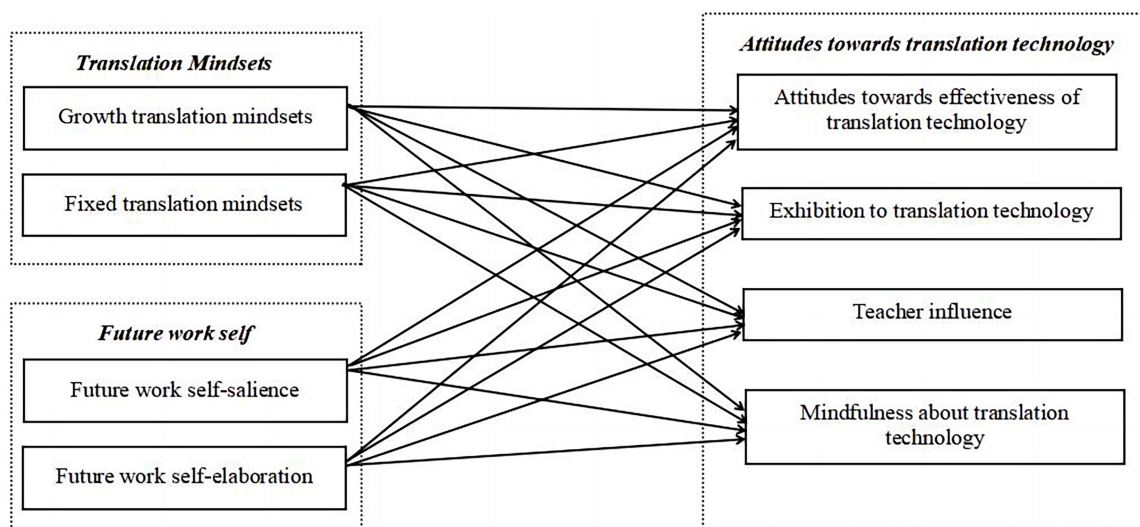 Translation Mindsets
Growth translation mindsets
Fixed translation mindsets
Future work self
Future work self-salience
Future work self-elaboration
Attitudes towards translation technology
Attitudes towards effectiveness of
translation technology
Exhibition to translation technology
Teacher influence
Mindfulness about translation
technology